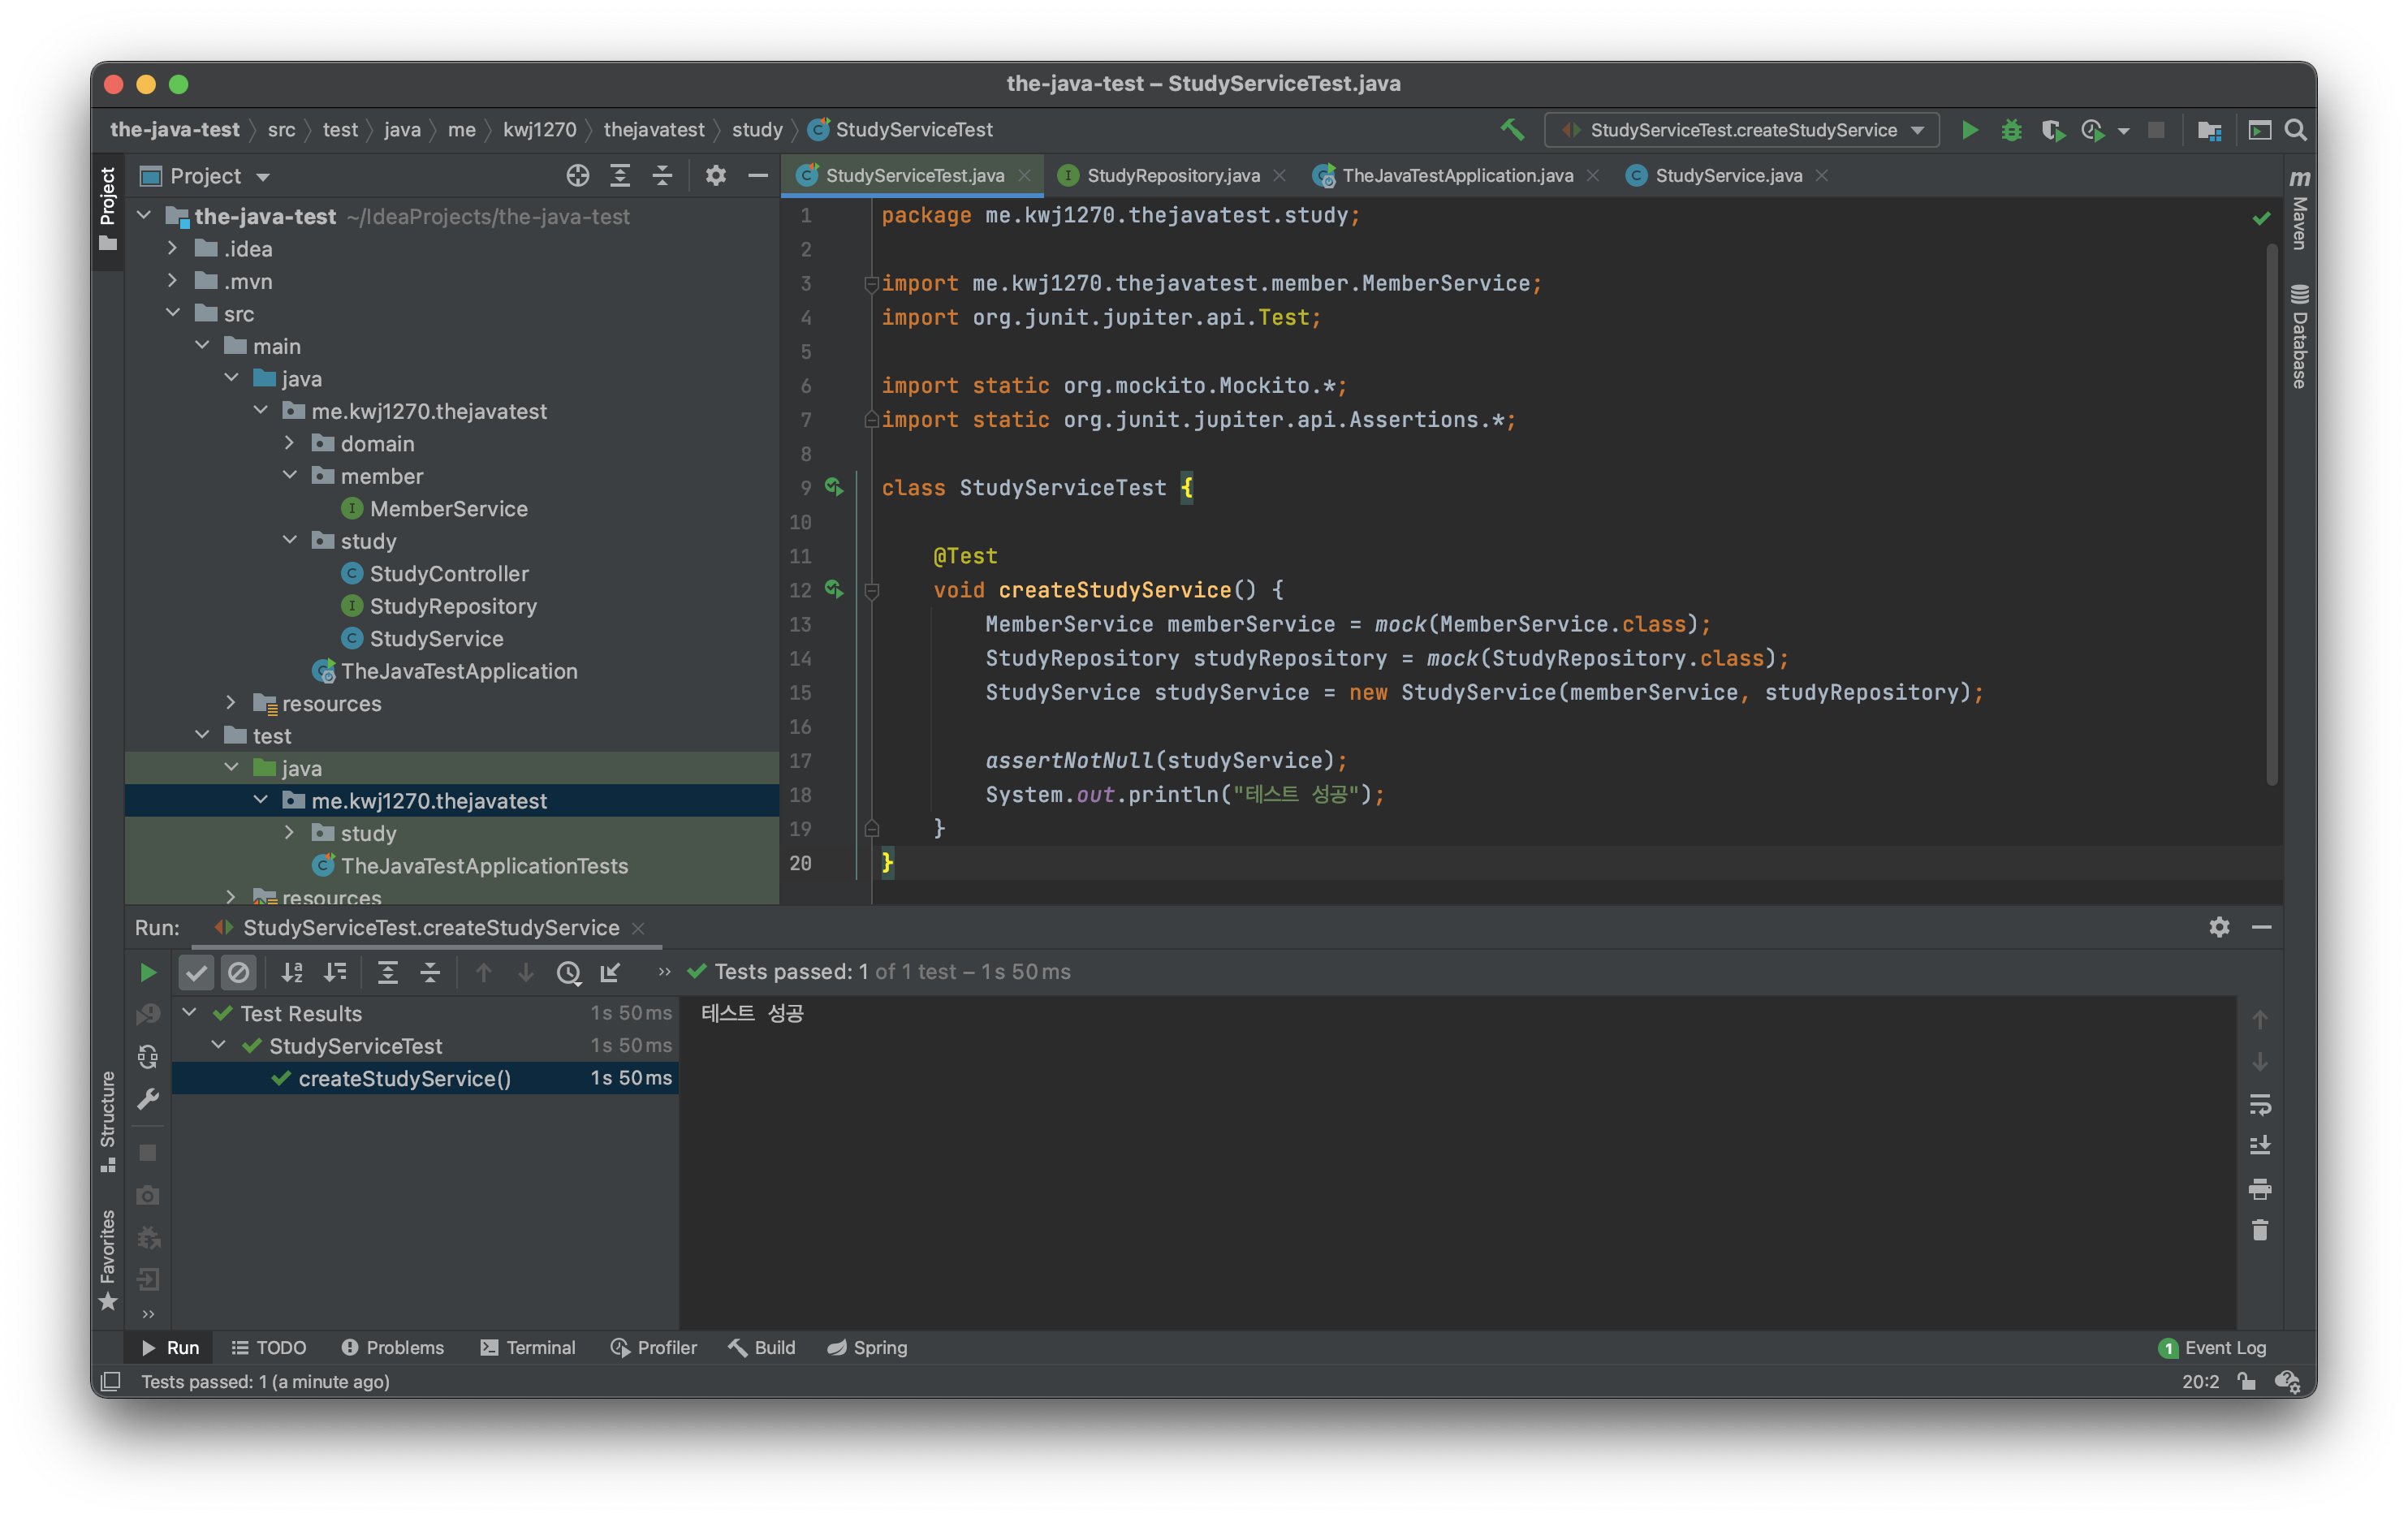 the-java-test – StudyServiceTest.java
the-java-test 〉 src 〉 test 〉 java 〉 me 〉 kwj1270 〉 thejavatest 〉 study 〉 StudyServiceTest
StudyServiceTest.createStudyService
Project
Project
StudyServiceTest.java
StudyRepository.java
TheJavaTestApplication.java
StudyService.java
Maven
Database
the-java-test ~/IdeaProjects/the-java-test
.idea
.mvn
src
main
java
me.kwj1270.thejavatest
domain
member
MemberService
study
StudyController
StudyRepository
StudyService
TheJavaTestApplication
resources
test
java
me.kwj1270.thejavatest
study
TheJavaTestApplicationTests
resources
1 package me.kwj1270.thejavatest.study;
2
3 import me.kwj1270.thejavatest.member.MemberService;
4 import org.junit.jupiter.api.Test;
5
6 import static org.mockito.Mockito.*;
7 import static org.junit.jupiter.api.Assertions.*;
8
9 class StudyServiceTest {
10
11     @Test
12     void createStudyService() {
13         MemberService memberService = mock(MemberService.class);
14         StudyRepository studyRepository = mock(StudyRepository.class);
15         StudyService studyService = new StudyService(memberService, studyRepository);
16
17         assertNotNull(studyService);
18         System.out.println("테스트 성공");
19     }
20 }
Run: StudyServiceTest.createStudyService
Tests passed: 1 of 1 test – 1s 50ms
Test Results 1s 50ms
StudyServiceTest 1s 50ms
createStudyService() 1s 50ms
테스트 성공
Structure
Favorites
Run
TODO
Problems
Terminal
Profiler
Build
Spring
1 Event Log
Tests passed: 1 (a minute ago)
20:2